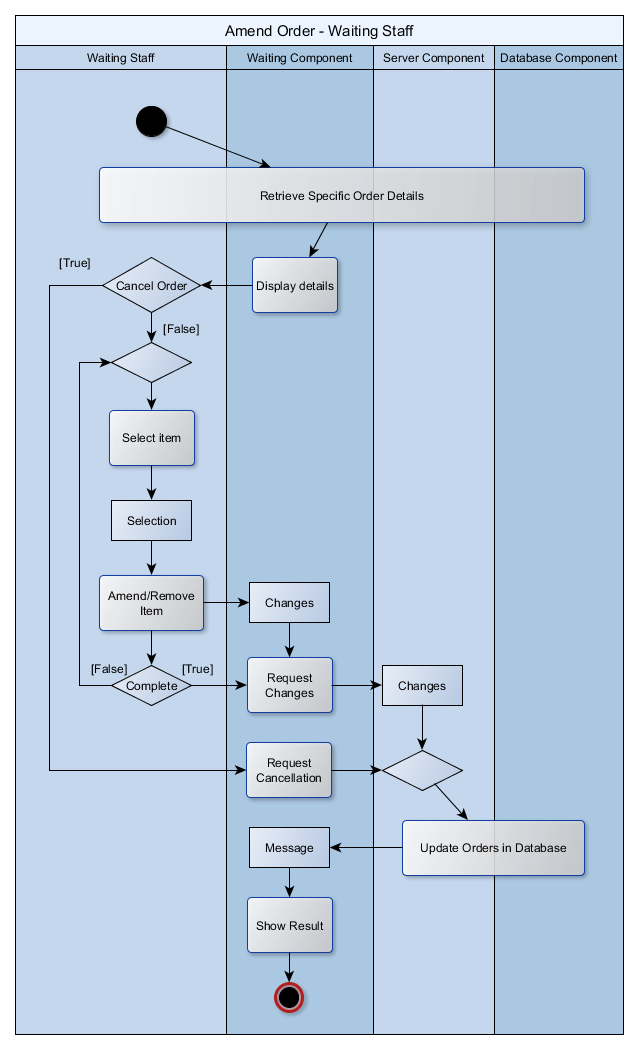 Amend Order - Waiting Staff
Waiting Staff
Waiting Component
Server Component
Database Component
Retrieve Specific Order Details
[True]
Cancel Order
Display details
[False]
Select item
Selection
Amend/Remove
Item
Changes
[False]
[True]
Complete
Request
Changes
Changes
Request
Cancellation
Message
Update Orders in Database
Show Result